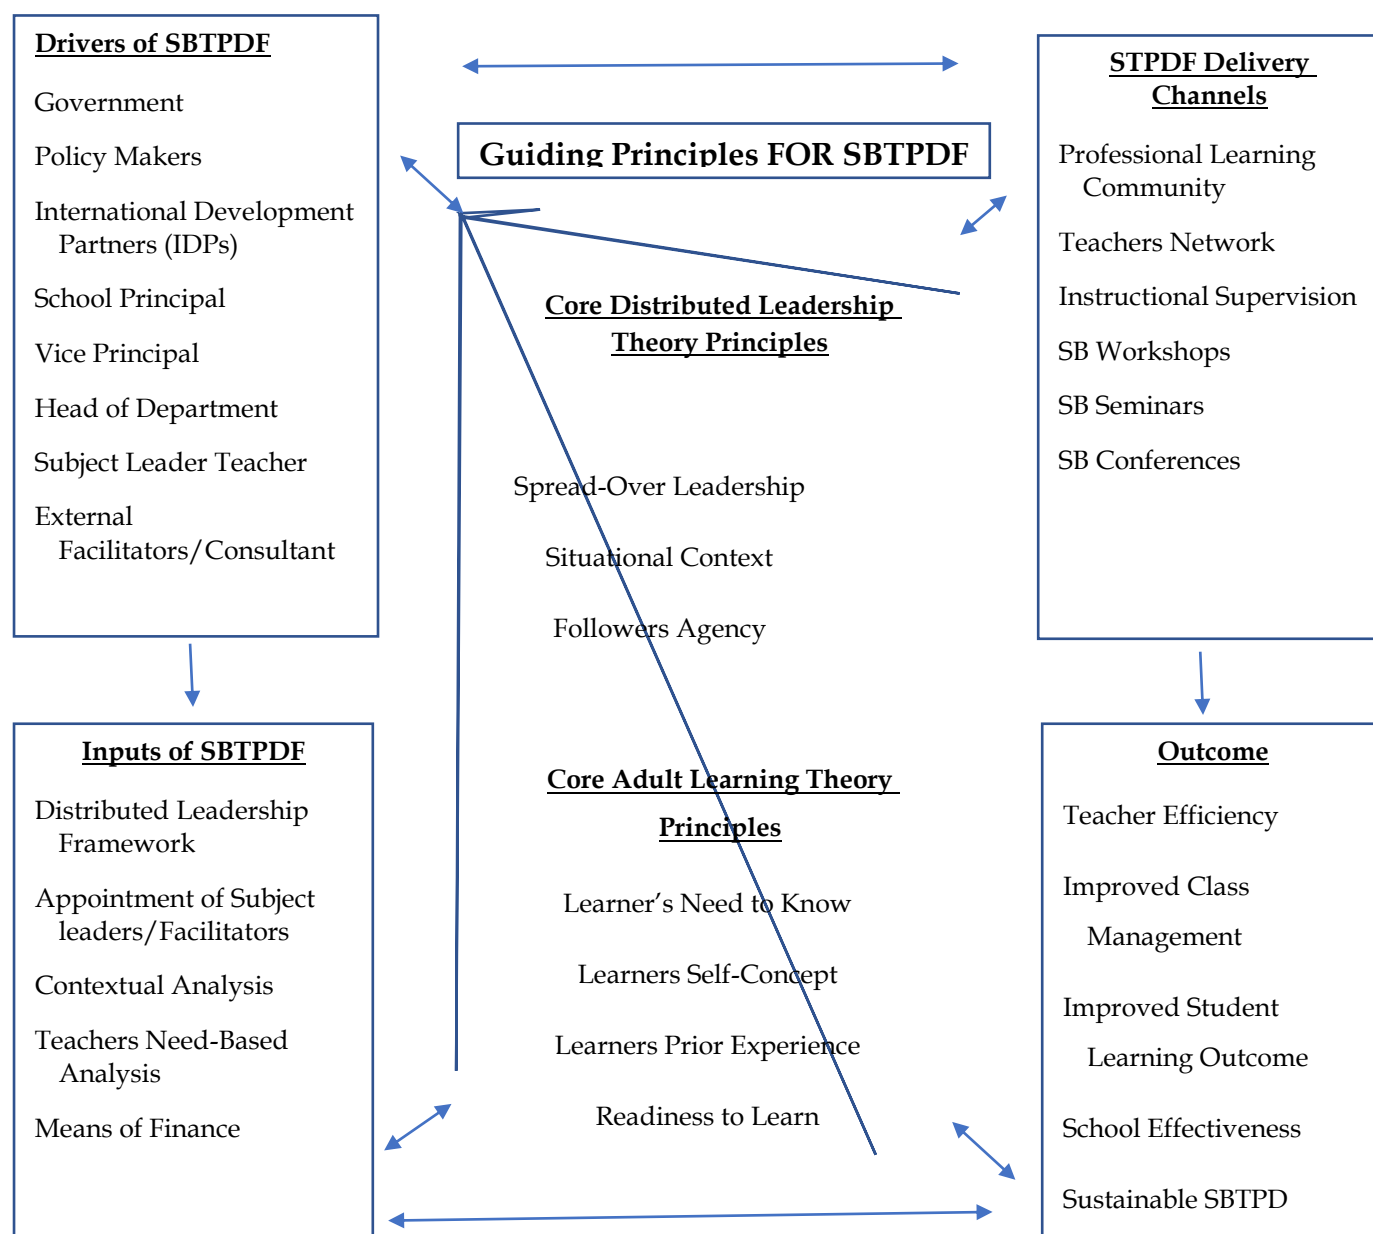 Drivers of SBTPDF
Government
Policy Makers
International Development
Partners (IDPs)
School Principal
Vice Principal
Head of Department
Subject Leader Teacher
External
Facilitators/Consultant
Guiding Principles FOR SBTPDF
Core Distributed Leadership
Theory Principles
Spread-Over Leadership
Situational Context
Followers Agency
Core Adult Learning Theory
Principles
Learner’s Need to Know
Learners Self-Concept
Learners Prior Experience
Readiness to Learn
STPDF Delivery
Channels
Professional Learning
Community
Teachers Network
Instructional Supervision
SB Workshops
SB Seminars
SB Conferences
Inputs of SBTPDF
Distributed Leadership
Framework
Appointment of Subject
leaders/Facilitators
Contextual Analysis
Teachers Need-Based
Analysis
Means of Finance
Outcome
Teacher Efficiency
Improved Class
Management
Improved Student
Learning Outcome
School Effectiveness
Sustainable SBTPD